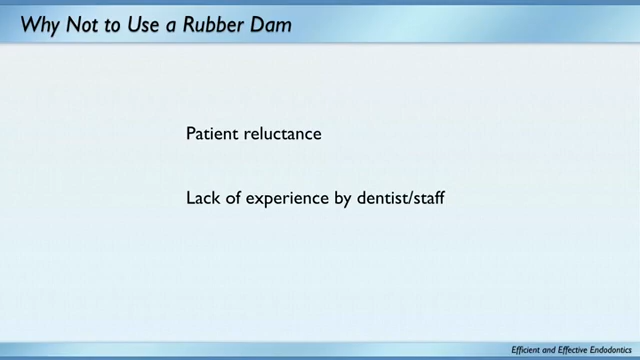 Why Not to Use a Rubber Dam
Patient reluctance
Lack of experience by dentist/staff
Efficient and Effective Endodontics